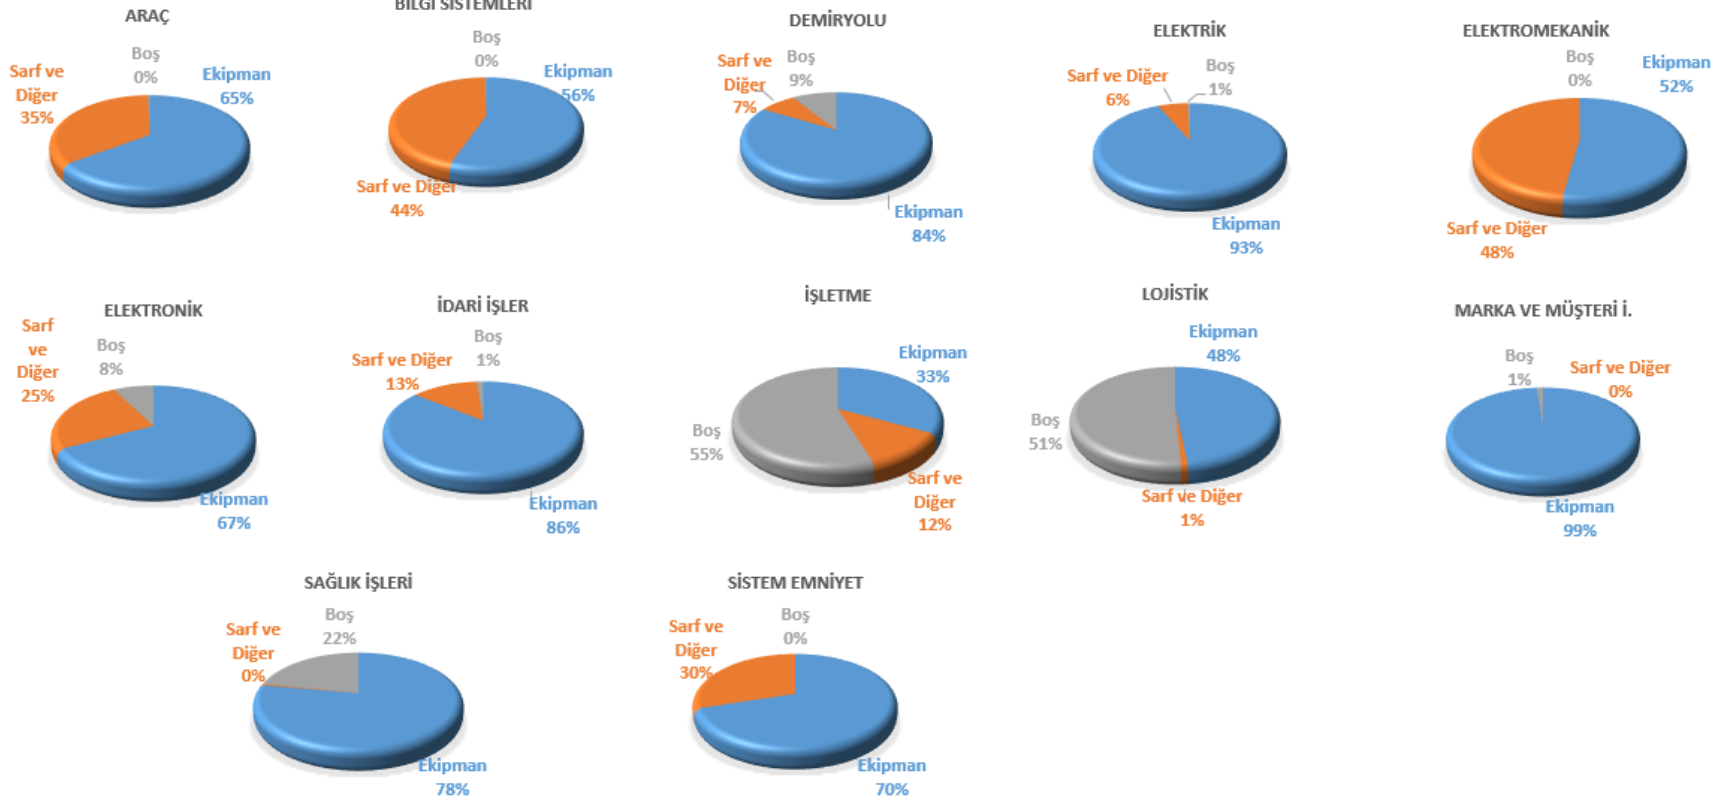 ARAÇ
Boş
0%
Sarf ve
Diğer
35%
Ekipman
65%
BİLGİ SİSTEMLERİ
Boş
0%
Ekipman
56%
Sarf ve Diğer
44%
DEMİRYOLU
Sarf ve
Diğer
7%
Boş
9%
Ekipman
84%
ELEKTRİK
Sarf ve Diğer
6%
Boş
1%
Ekipman
93%
ELEKTROMEKANİK
Boş
0%
Ekipman
52%
Sarf ve Diğer
48%
ELEKTRONİK
Sarf
ve
Diğer
25%
Boş
8%
Ekipman
67%
İDARİ İŞLER
Boş
1%
Sarf ve Diğer
13%
Ekipman
86%
İŞLETME
Ekipman
33%
Boş
55%
Sarf ve
Diğer
12%
LOJİSTİK
Ekipman
48%
Boş
51%
Sarf ve Diğer
1%
MARKA VE MÜŞTERİ İ.
Boş
1%
Sarf ve Diğer
0%
Ekipman
99%
SAĞLIK İŞLERİ
Boş
22%
Sarf ve
Diğer
0%
Ekipman
78%
SİSTEM EMNİYET
Boş
0%
Sarf ve
Diğer
30%
Ekipman
70%